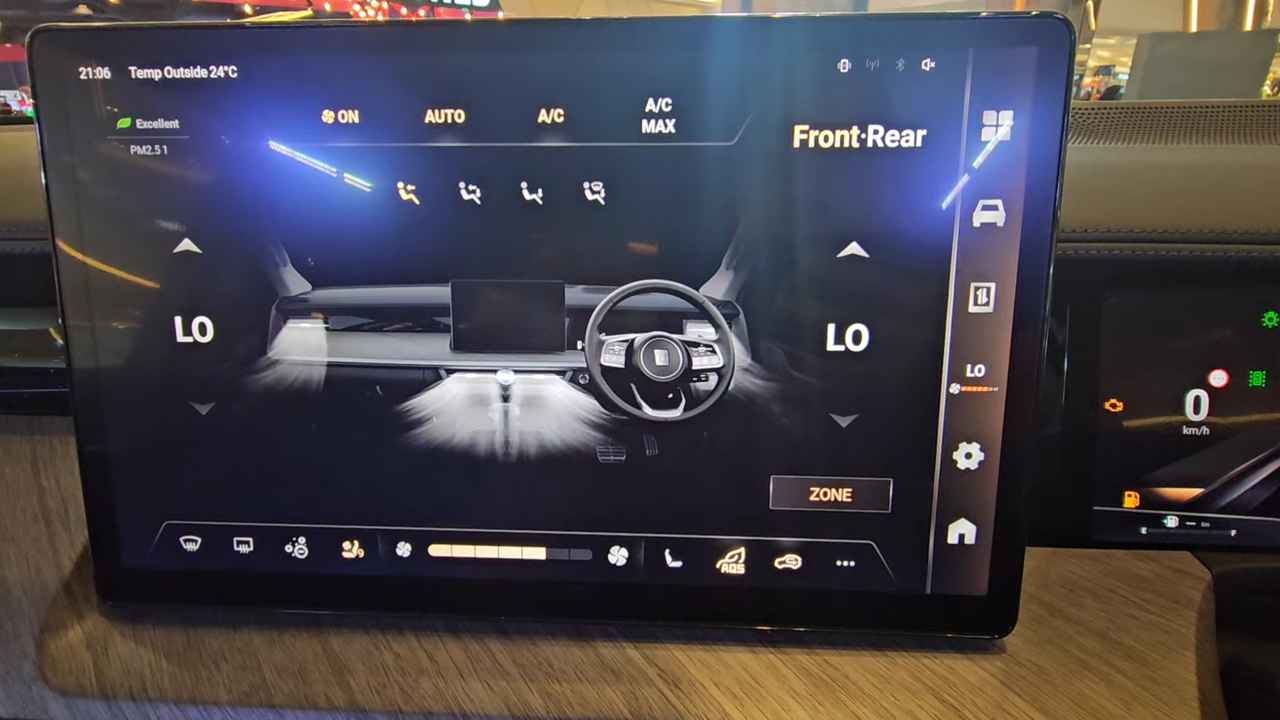 21:06 Temp Outside 24°C
Excellent
PM2.5 1
ON AUTO A/C A/C MAX
Front·Rear
LO
LO
LO
ZONE
AQS
0
km/h
E F